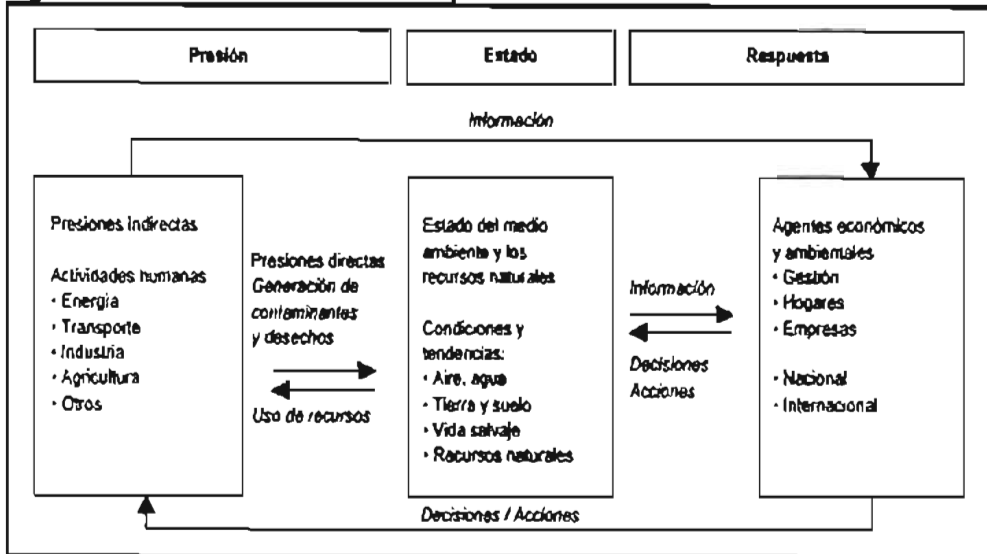 Presión
Estado
Respuesta
Información
Presiones Indirectas
Actividades humanas
• Energía
• Transporte
• Industria
• Agricultura
• Otros
Presiones directas
Generación de
contaminantes
y desechos
Uso de recursos
Estado del medio
ambiente y los
recursos naturales
Condiciones y
tendencias:
• Aire, agua
• Tierra y suelo
• Vida salvaje
• Recursos naturales
Información
Decisiones
Acciones
Agentes económicos
y ambientales
• Gestión
• Hogares
• Empresas
• Nacional
• Internacional
Decisiones / Acciones